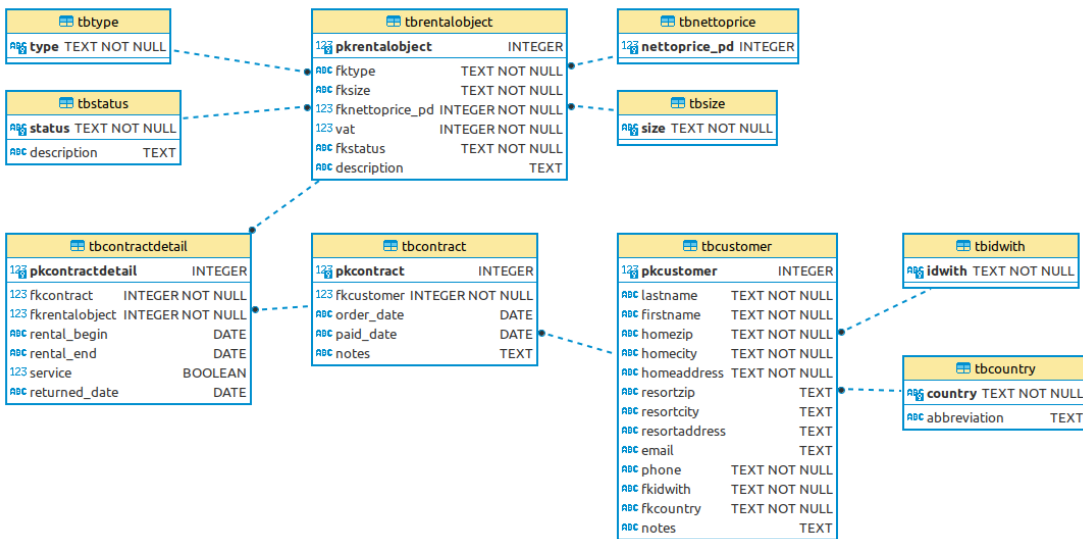 tbtype
type TEXT NOT NULL
tbstatus
status TEXT NOT NULL
description TEXT
tbrentalobject
pkrentalobject INTEGER
fktype TEXT NOT NULL
fksize TEXT NOT NULL
fknettoprice_pd INTEGER NOT NULL
vat INTEGER NOT NULL
fkstatus TEXT NOT NULL
description TEXT
tbnettoprice
nettoprice_pd INTEGER
tbsize
size TEXT NOT NULL
tbcontractdetail
pkcontractdetail INTEGER
fkcontract INTEGER NOT NULL
fkrentalobject INTEGER NOT NULL
rental_begin DATE
rental_end DATE
service BOOLEAN
returned_date DATE
tbcontract
pkcontract INTEGER
fkcustomer INTEGER NOT NULL
order_date DATE
paid_date DATE
notes TEXT
tbcustomer
pkcustomer INTEGER
lastname TEXT NOT NULL
firstname TEXT NOT NULL
homezip TEXT NOT NULL
homecity TEXT NOT NULL
homeaddress TEXT NOT NULL
resortzip TEXT
resortcity TEXT
resortaddress TEXT
email TEXT
phone TEXT NOT NULL
fkidwith TEXT NOT NULL
fkcountry TEXT NOT NULL
notes TEXT
tbidwith
idwith TEXT NOT NULL
tbcountry
country TEXT NOT NULL
abbreviation TEXT